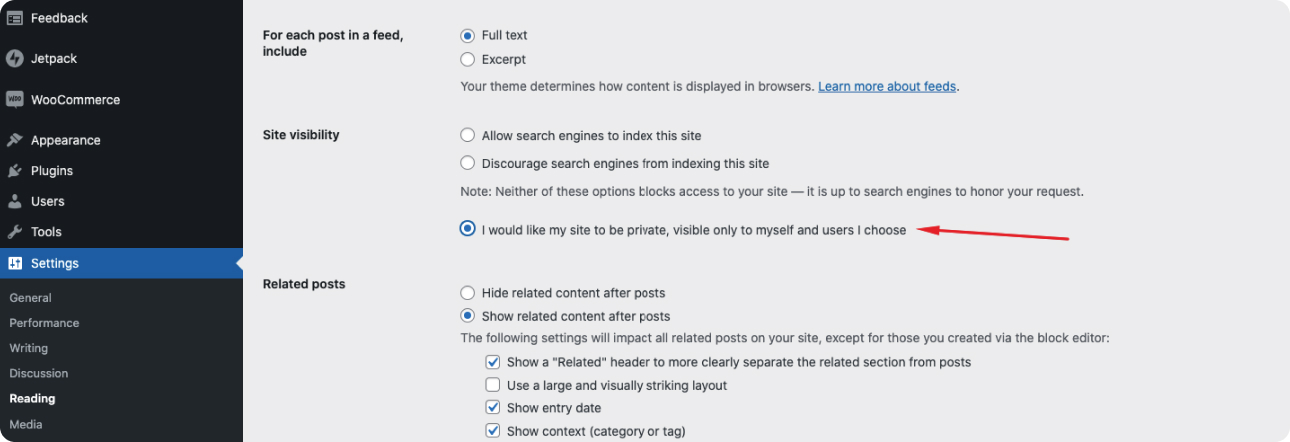 Feedback
Jetpack
WOO
WooCommerce
Appearance
Plugins
Users
Tools
Settings
General
Performance
Writing
Discussion
Reading
Media
For each post in a feed,
include
Full text
Excerpt
Your theme determines how content is displayed in browsers. Learn more about feeds.
Site visibility
Allow search engines to index this site
Discourage search engines from indexing this site
Note: Neither of these options blocks access to your site — it is up to search engines to honor your request.
I would like my site to be private, visible only to myself and users I choose
Related posts
Hide related content after posts
Show related content after posts
The following settings will impact all related posts on your site, except for those you created via the block editor:
Show a "Related" header to more clearly separate the related section from posts
Use a large and visually striking layout
Show entry date
Show context (category or tag)